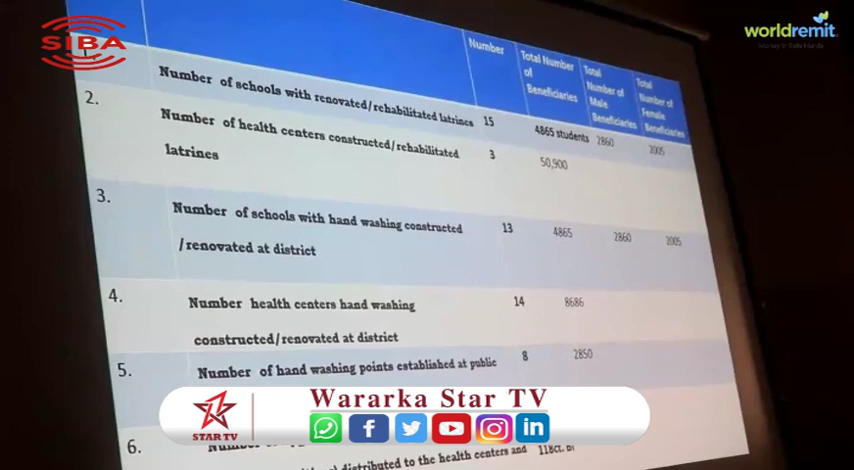 SIBA
worldremit
Number
Total Number of Beneficiaries
Total Number of Male Beneficiaries
Total Number of Female Beneficiaries
Number of schools with renovated/rehabilitated latrines 15 4865 students 2860 2005
2. Number of health centers constructed/rehabilitated latrines 3 50,900
3. Number of schools with hand washing constructed /renovated at district 13 4865 2860 2005
4. Number health centers hand washing constructed/renovated at district 14 8686
5. Number of hand washing points established at public 8 2850
Wararka Star TV
STAR TV
6.
distributed to the health centers and